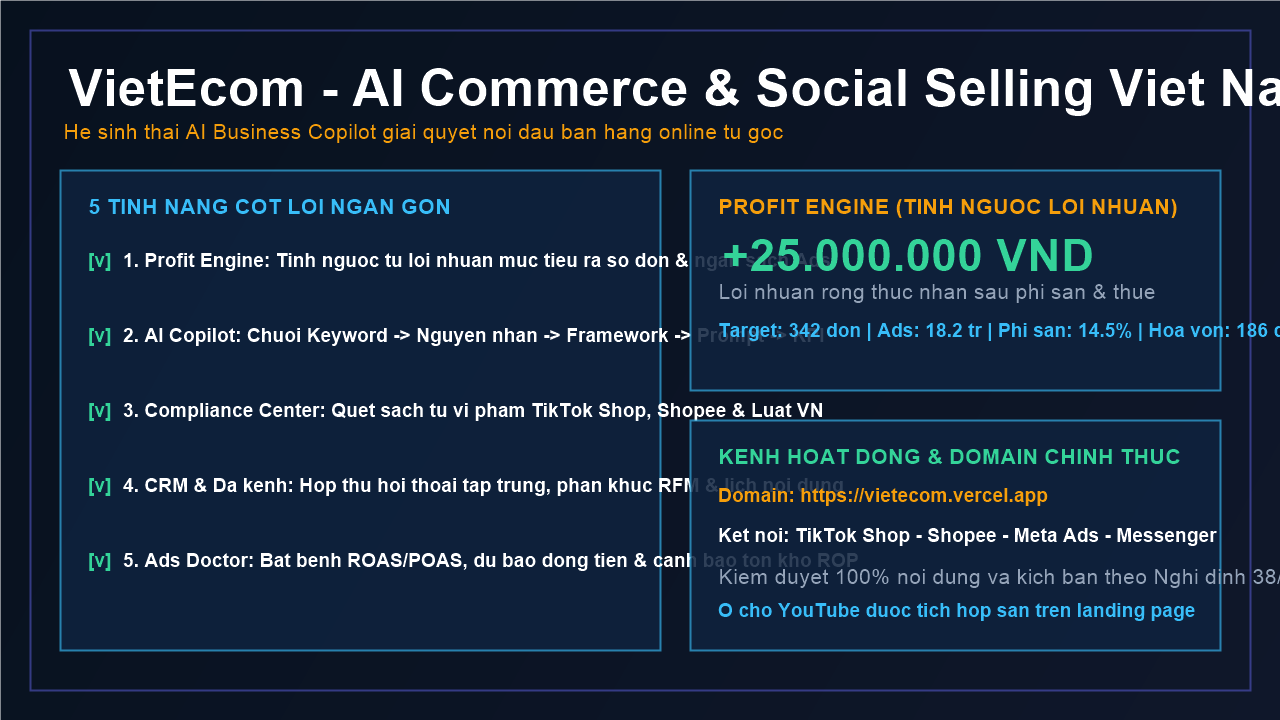 VietEcom - AI Commerce & Social Selling Viet Na
He sinh thai AI Business Copilot giai quyet noi dau ban hang online tu goc
5 TINH NANG COT LOI NGAN GON
[v] 1. Profit Engine: Tinh nguoc tu loi nhuan muc tieu ra so don & ngan sach Ads
[v] 2. AI Copilot: Chuoi Keyword -> Nguyen nhan -> Framework -> Prompt -> KPI
[v] 3. Compliance Center: Quet sach tu vi pham TikTok Shop, Shopee & Luat VN
[v] 4. CRM & Da kenh: Hop thu hoi thoai tap trung, phan khuc RFM & lich noi dung
[v] 5. Ads Doctor: Bat benh ROAS/POAS, du bao dong tien & canh bao ton kho ROP
PROFIT ENGINE (TINH NGUOC LOI NHUAN)
+25.000.000 VND
Loi nhuan rong thuc nhan sau phi san & thue
Target: 342 don | Ads: 18.2 tr | Phi san: 14.5% | Hoa von: 186 d
KENH HOAT DONG & DOMAIN CHINH THUC
Domain: https://vietecom.vercel.app
Ket noi: TikTok Shop - Shopee - Meta Ads - Messenger
Kiem duyet 100% noi dung va kich ban theo Nghi dinh 38/
O cho YouTube duoc tich hop san tren landing page